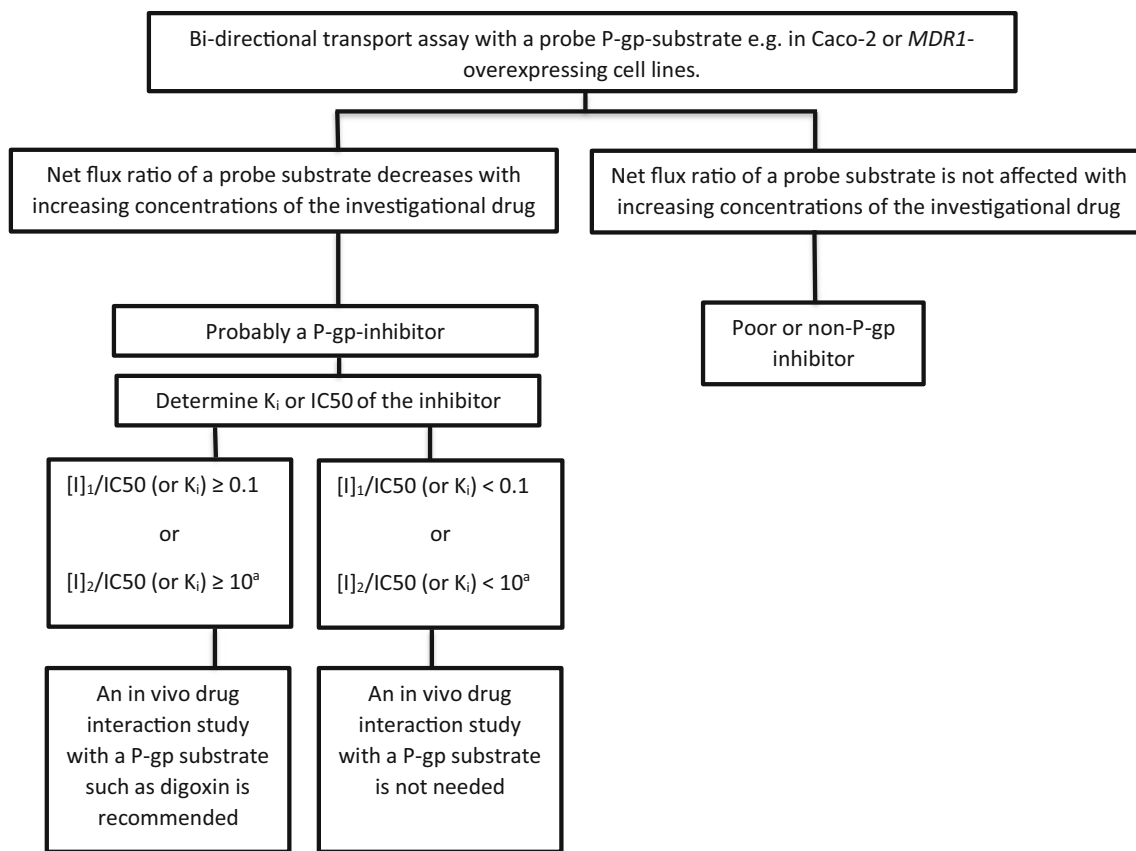 Bi-directional transport assay with a probe P-gp-substrate e.g. in Caco-2 or MDR1-
overexpressing cell lines.
Net flux ratio of a probe substrate decreases with
increasing concentrations of the investigational drug
Net flux ratio of a probe substrate is not affected with
increasing concentrations of the investigational drug
Probably a P-gp-inhibitor
Poor or non-P-gp
inhibitor
Determine Kᵢ or IC50 of the inhibitor
[I]₁/IC50 (or Kᵢ) ≥ 0.1
or
[I]₂/IC50 (or Kᵢ) ≥ 10ᵃ
[I]₁/IC50 (or Kᵢ) < 0.1
or
[I]₂/IC50 (or Kᵢ) < 10ᵃ
An in vivo drug
interaction study
with a P-gp substrate
such as digoxin is
recommended
An in vivo drug
interaction study
with a P-gp substrate
is not needed